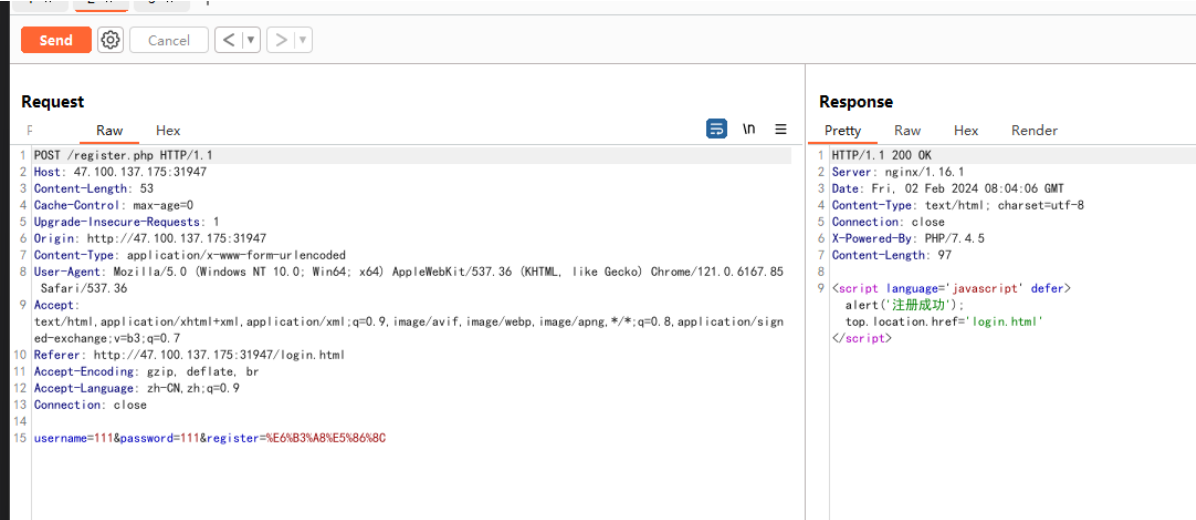 Send Cancel < >
Request
Raw Hex \n
1 POST /register.php HTTP/1.1
2 Host: 47.100.137.175:31947
3 Content-Length: 53
4 Cache-Control: max-age=0
5 Upgrade-Insecure-Requests: 1
6 Origin: http://47.100.137.175:31947
7 Content-Type: application/x-www-form-urlencoded
8 User-Agent: Mozilla/5.0 (Windows NT 10.0; Win64; x64) AppleWebKit/537.36 (KHTML, like Gecko) Chrome/121.0.6167.85
Safari/537.36
9 Accept:
text/html,application/xhtml+xml,application/xml;q=0.9,image/avif,image/webp,image/apng,*/*;q=0.8,application/sign
ed-exchange;v=b3;q=0.7
10 Referer: http://47.100.137.175:31947/login.html
11 Accept-Encoding: gzip, deflate, br
12 Accept-Language: zh-CN,zh;q=0.9
13 Connection: close
14
15 username=111&password=111&register=%E6%B3%A8%E5%86%8C
Response
Pretty Raw Hex Render
1 HTTP/1.1 200 OK
2 Server: nginx/1.16.1
3 Date: Fri, 02 Feb 2024 08:04:06 GMT
4 Content-Type: text/html; charset=utf-8
5 Connection: close
6 X-Powered-By: PHP/7.4.5
7 Content-Length: 97
8
9 <script language='javascript' defer>
alert('注册成功');
top.location.href='login.html'
</script>